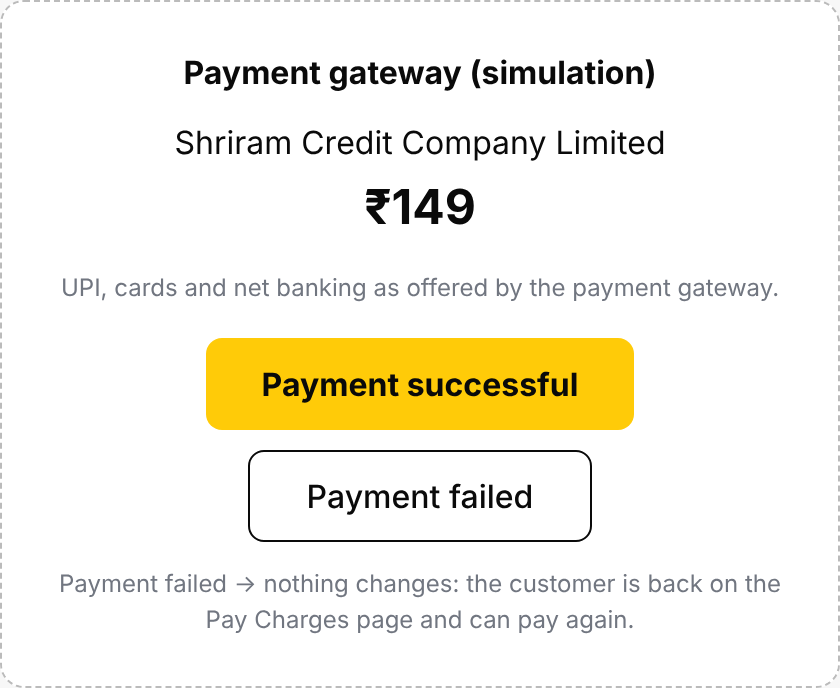 Payment gateway (simulation)
Shriram Credit Company Limited
₹149
UPI, cards and net banking as offered by the payment gateway.
Payment successful
Payment failed
Payment failed → nothing changes: the customer is back on the
Pay Charges page and can pay again.